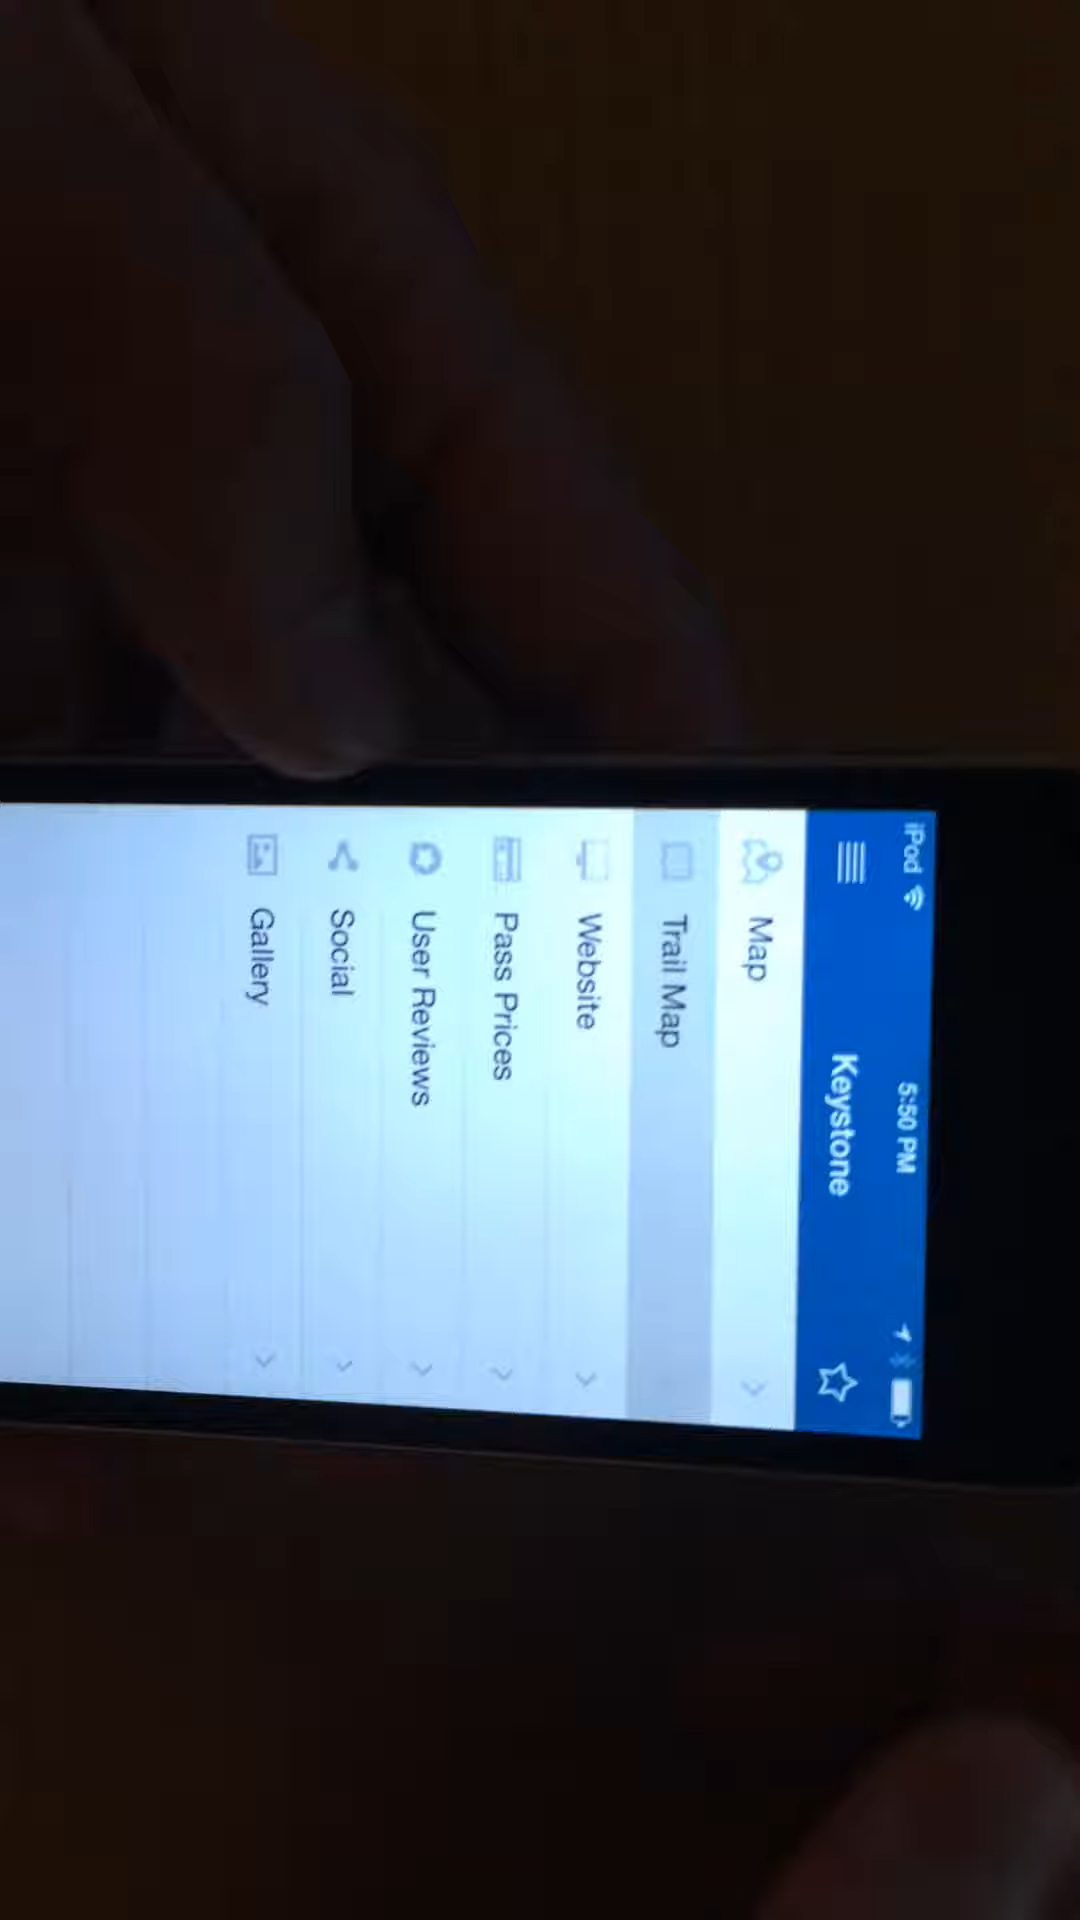 iPod 5:50 PM
Keystone
Map
Trail Map
Website
Pass Prices
User Reviews
Social
Gallery